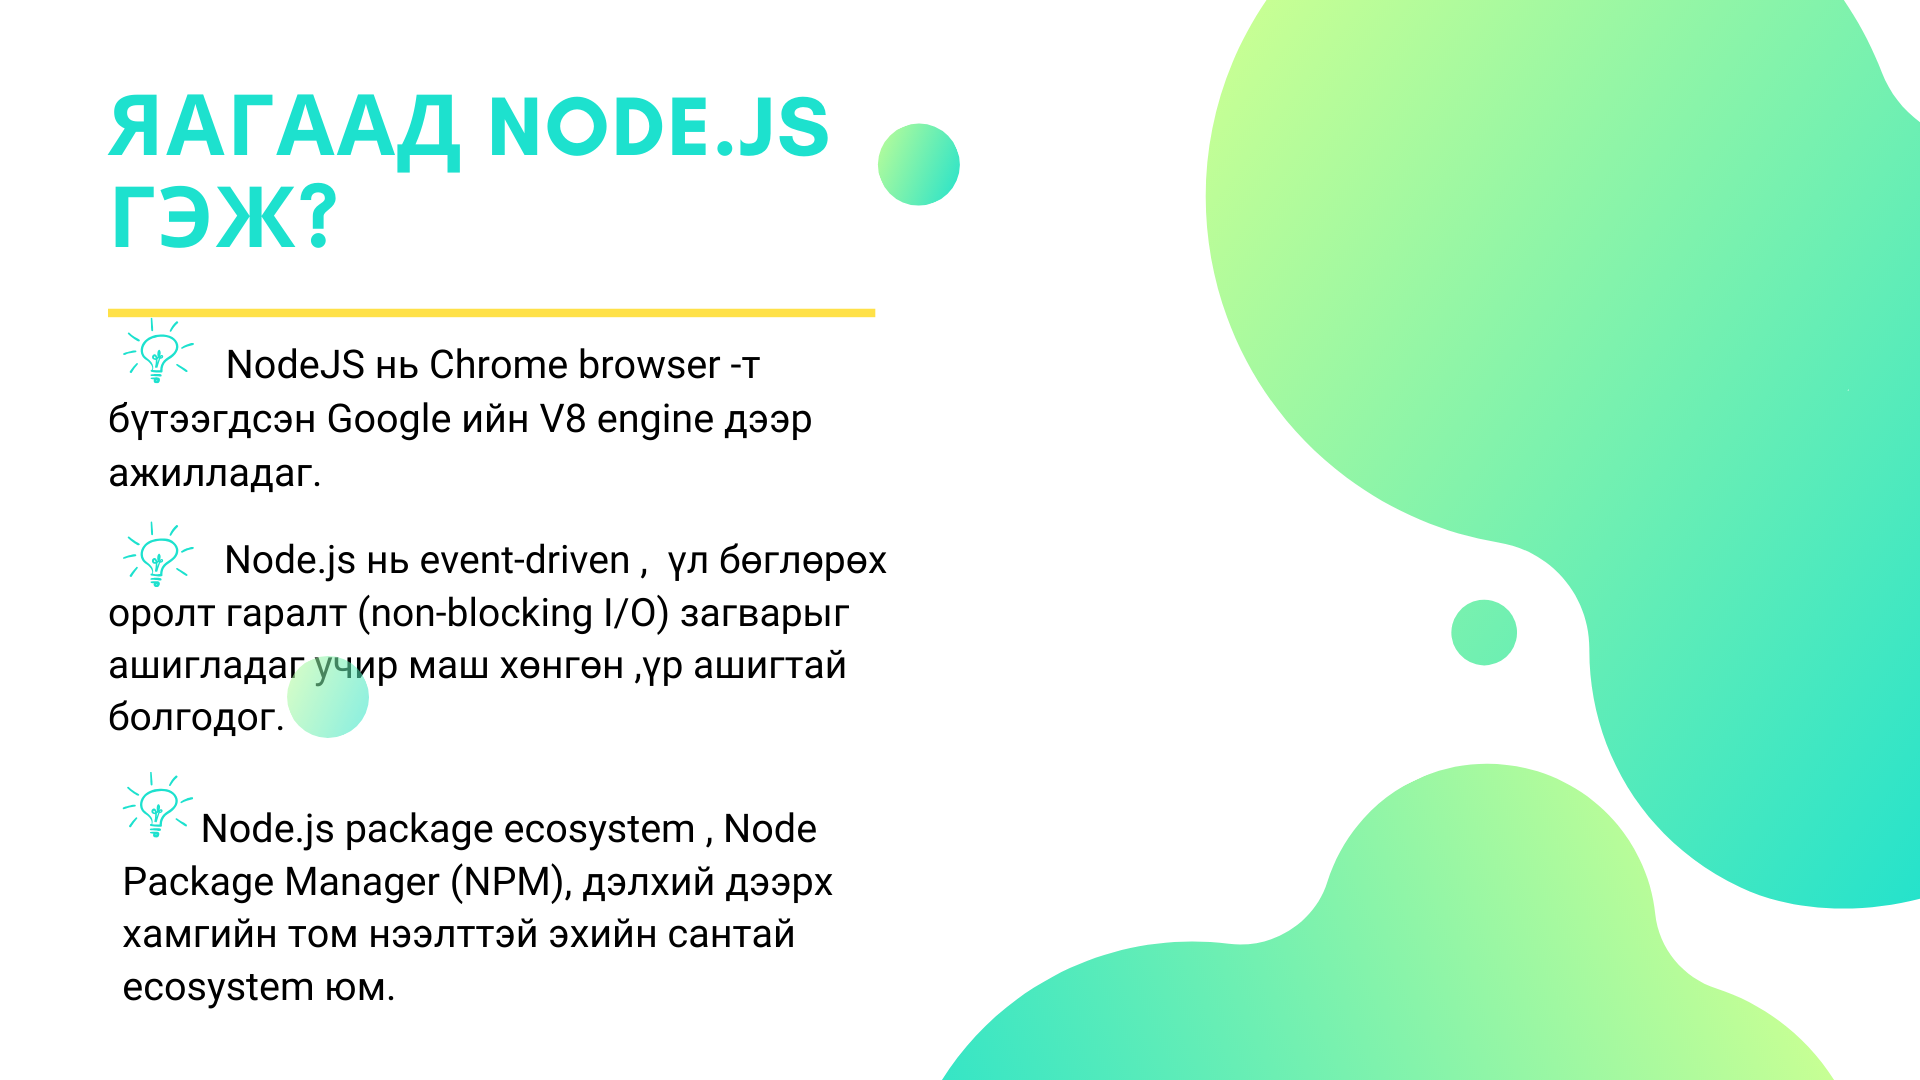 ЯАГААД NODE.JS
ГЭЖ?
NodeJS нь Chrome browser -т
бүтээгдсэн Google ийн V8 engine дээр
ажилладаг.
Node.js нь event-driven ,  үл бөглөрөх
оролт гаралт (non-blocking I/O) загварыг
ашигладаг учир маш хөнгөн ,үр ашигтай
болгодог.
Node.js package ecosystem , Node
Package Manager (NPM), дэлхий дээрх
хамгийн том нээлттэй эхийн сантай
ecosystem юм.